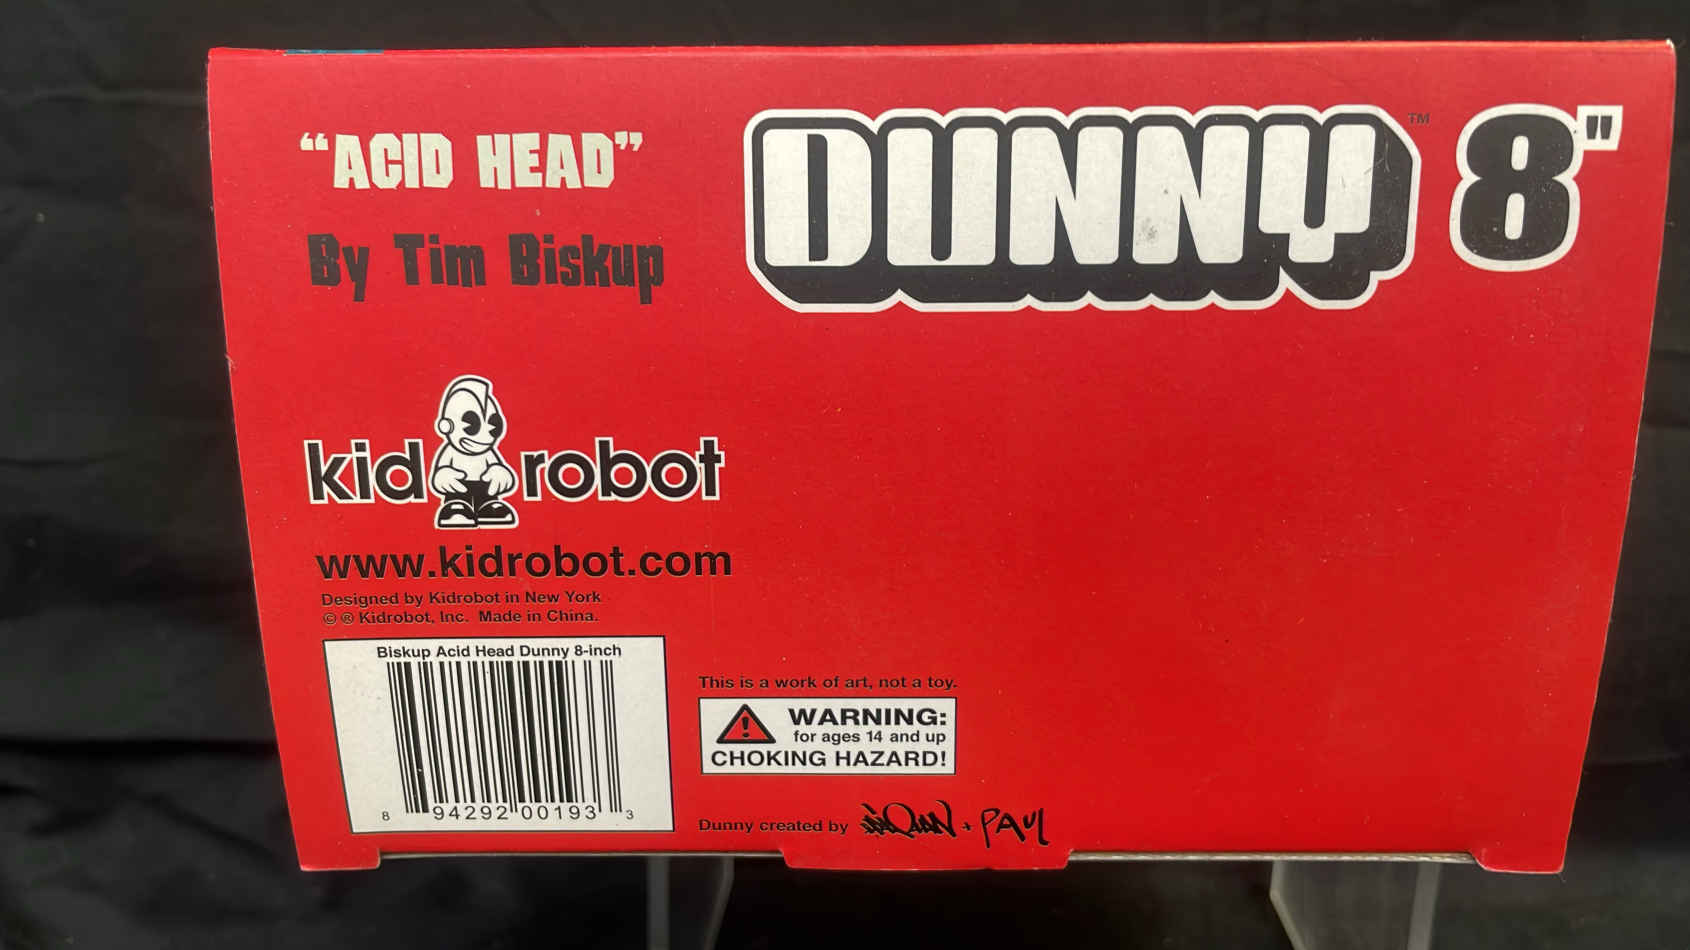 “ACID HEAD”
By Tim Biskup
DUNNY™ 8"
kidrobot
www.kidrobot.com
Designed by Kidrobot in New York
© ® Kidrobot, Inc. Made in China.
Biskup Acid Head Dunny 8-inch
8 94292 00193 3
This is a work of art, not a toy.
WARNING:
for ages 14 and up
CHOKING HAZARD!
Dunny created by + PAUL